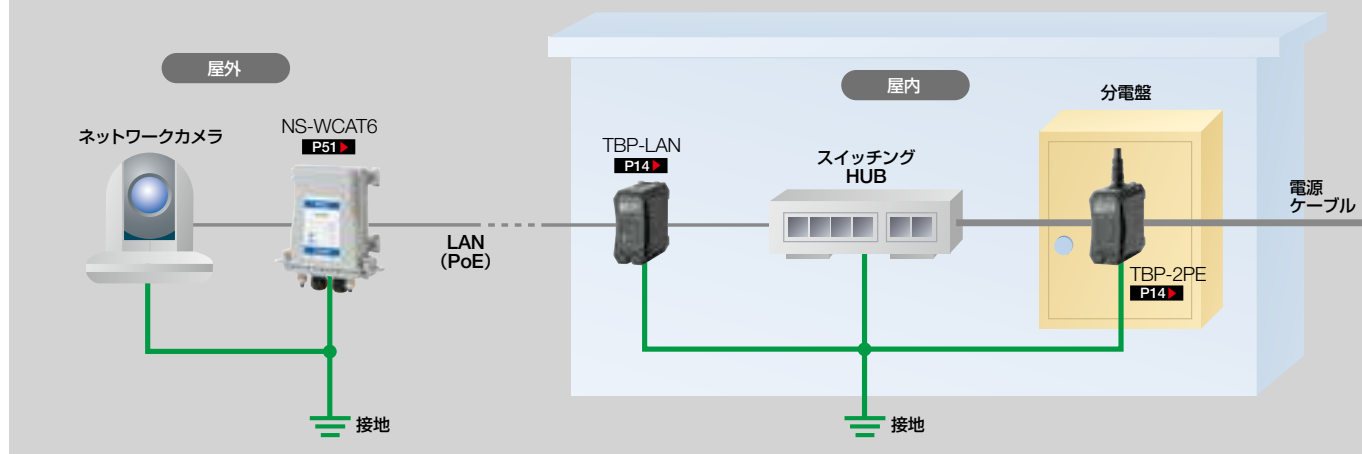 屋外
屋内
分電盤
ネットワークカメラ
NS-WCAT6
P51
TBP-LAN
P14
スイッチング
HUB
電源
ケーブル
LAN
(PoE)
TBP-2PE
P14
接地
接地